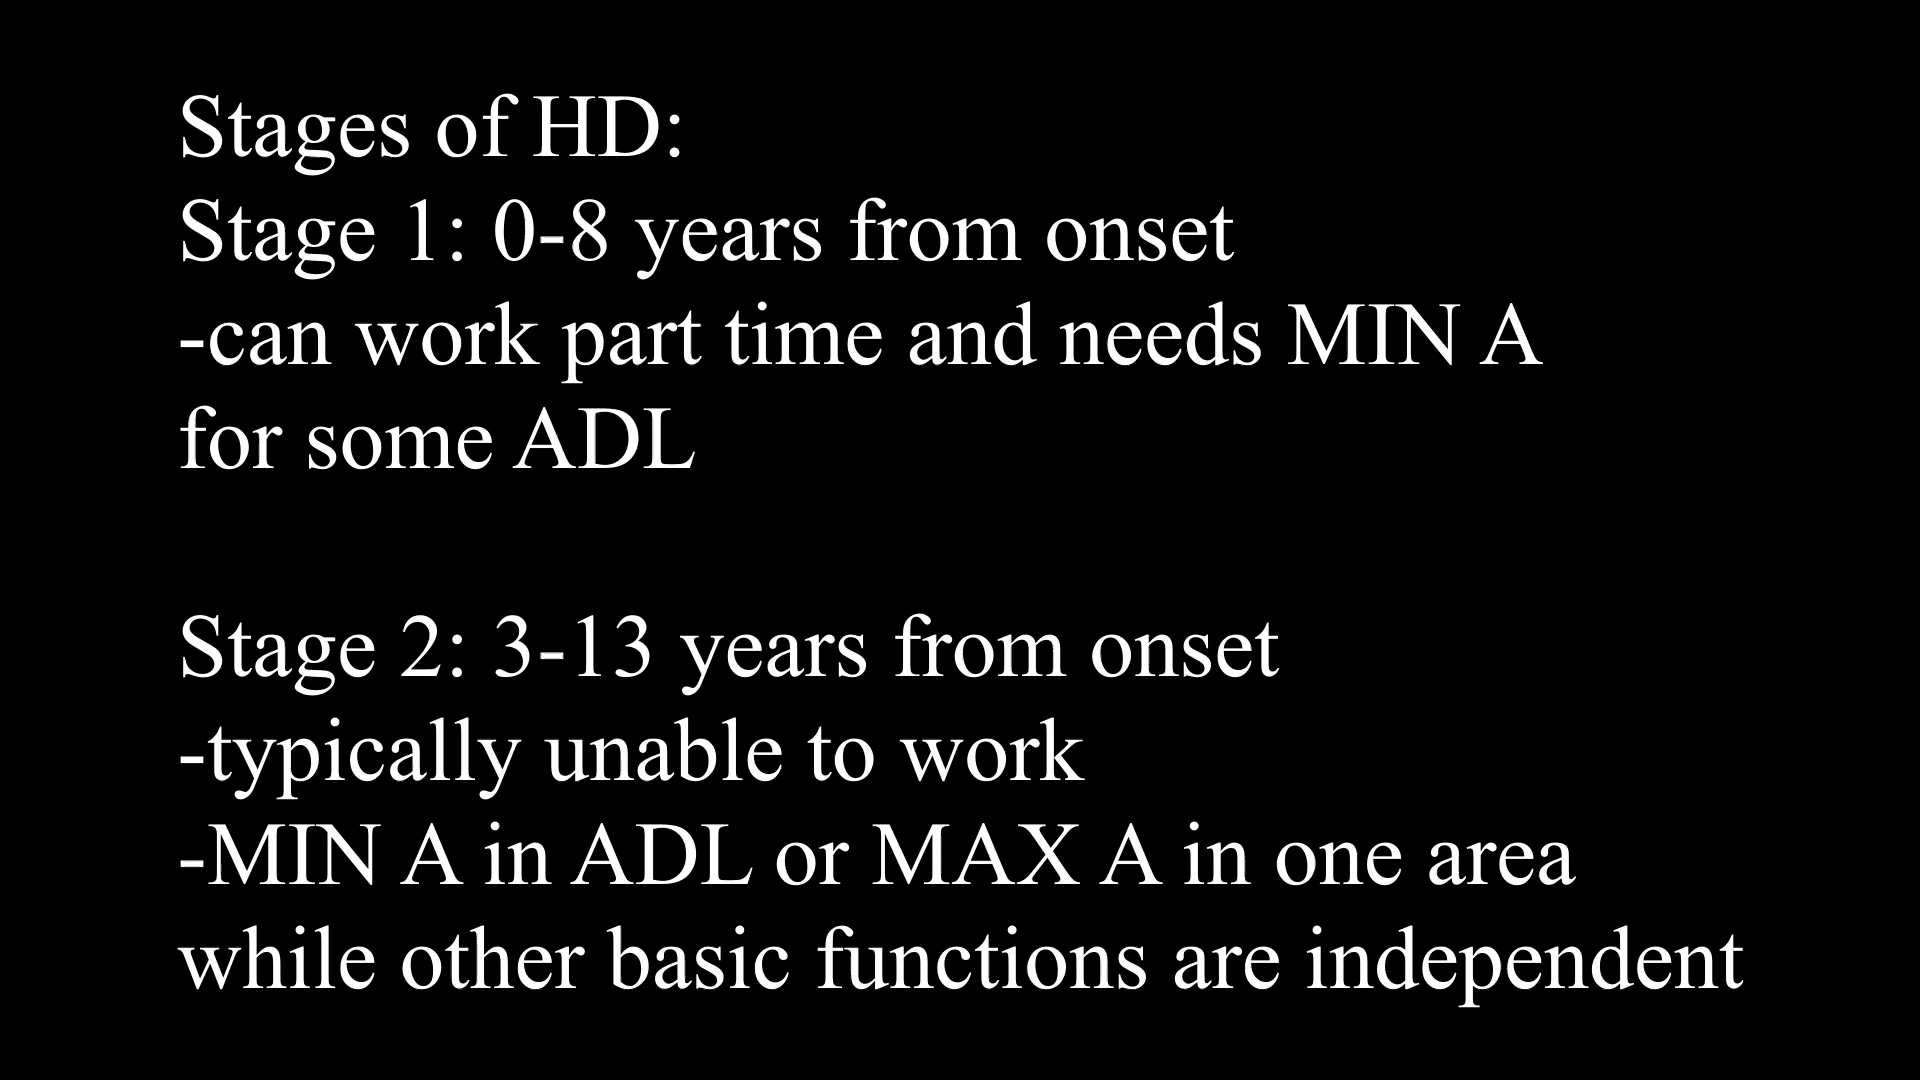 Stages of HD:
Stage 1: 0-8 years from onset
-can work part time and needs MIN A
for some ADL
Stage 2: 3-13 years from onset
-typically unable to work
-MIN A in ADL or MAX A in one area
while other basic functions are independent